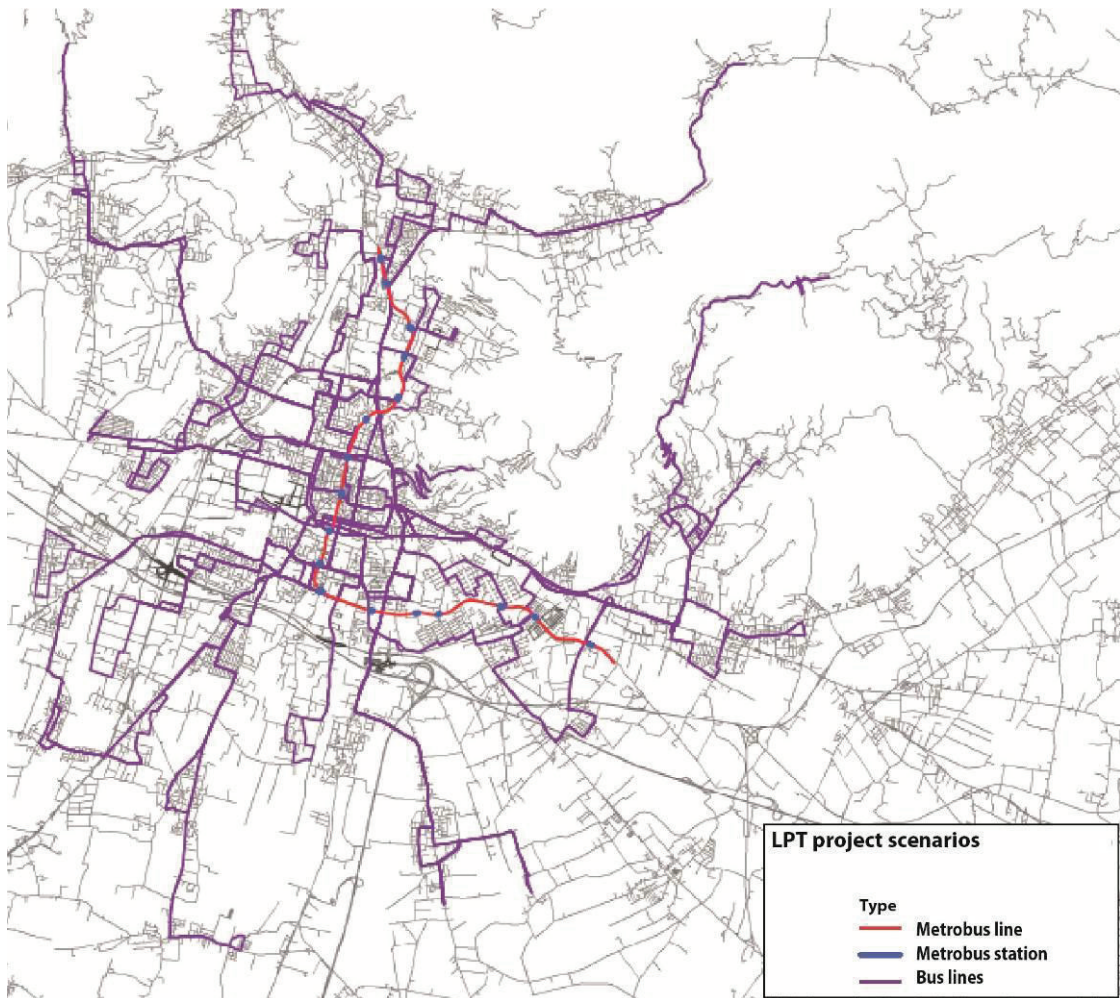 LPT project scenarios
Type
Metrobus line
Metrobus station
Bus lines